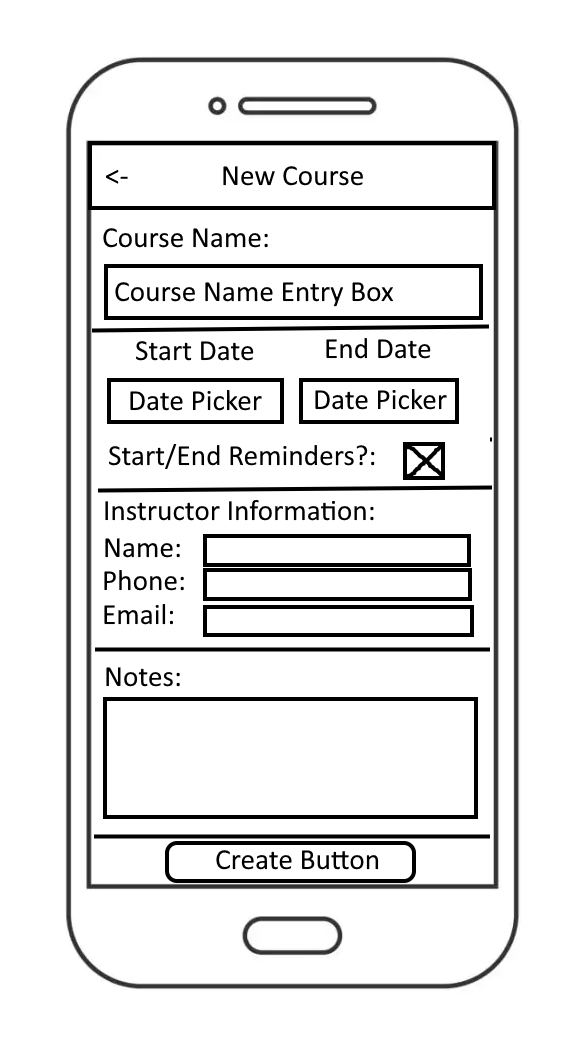 <- New Course
Course Name:
Course Name Entry Box
Start Date End Date
Date Picker Date Picker
Start/End Reminders?:
Instructor Information:
Name:
Phone:
Email:
Notes:
Create Button